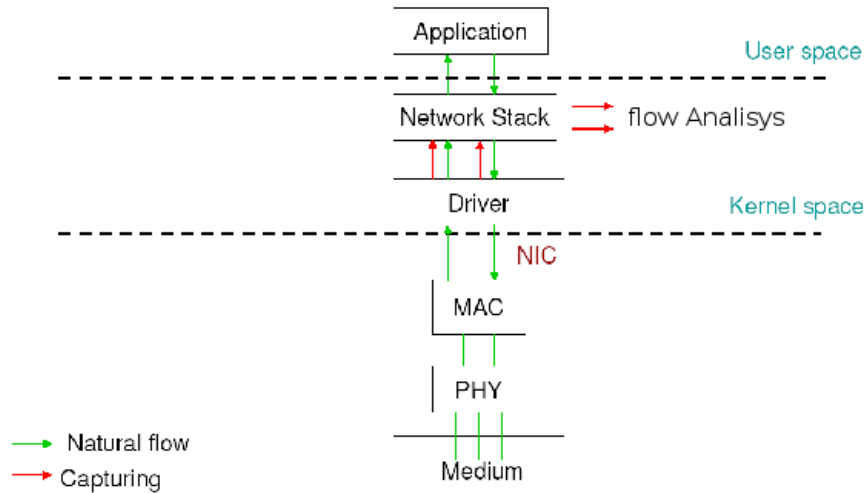 Application
User space
Network Stack
flow Analisys
Driver
Kernel space
NIC
MAC
PHY
Natural flow
Medium
Capturing